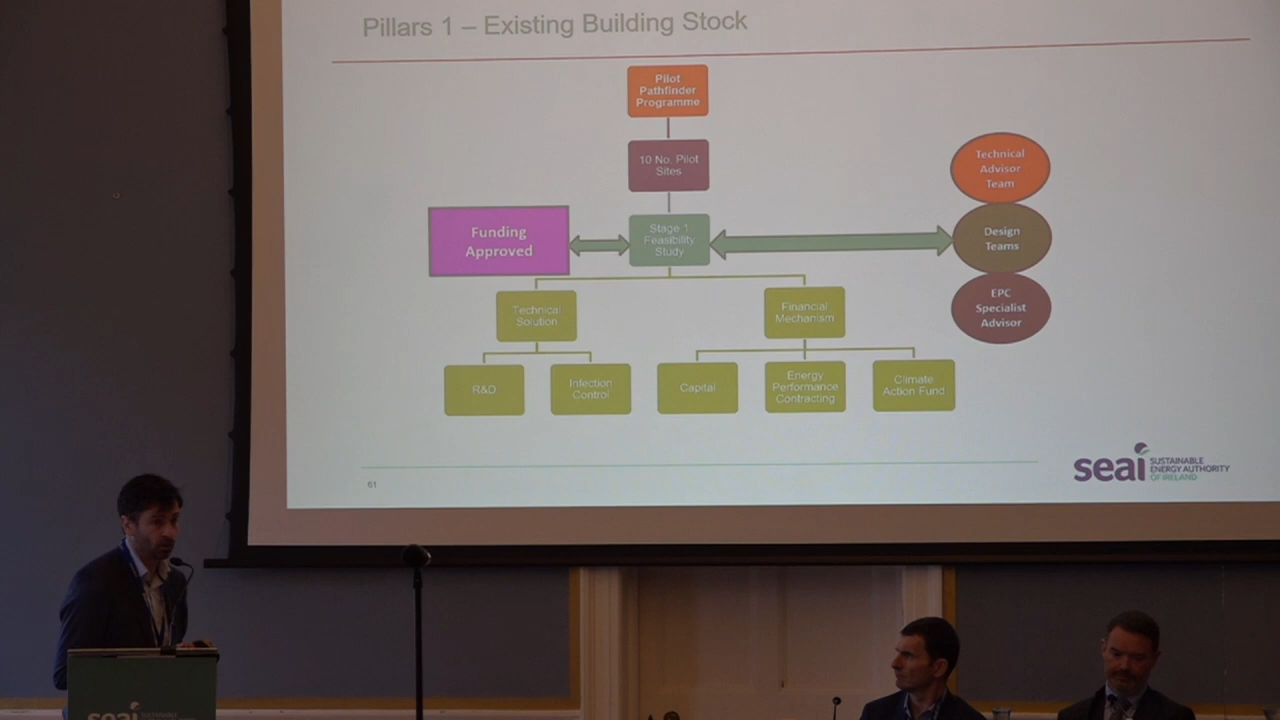 Pillars 1 – Existing Building Stock
Pilot
Pathfinder
Programme
10 No. Pilot
Sites
Technical
Advisor
Team
Funding
Approved
Stage 1
Feasibility
Study
Design
Teams
EPC
Specialist
Advisor
Technical
Solution
Financial
Mechanism
R&D
Infection
Control
Capital
Energy
Performance
Contracting
Climate
Action Fund
61
seai
SUSTAINABLE
ENERGY AUTHORITY
OF IRELAND
seai
SUSTAINABLE